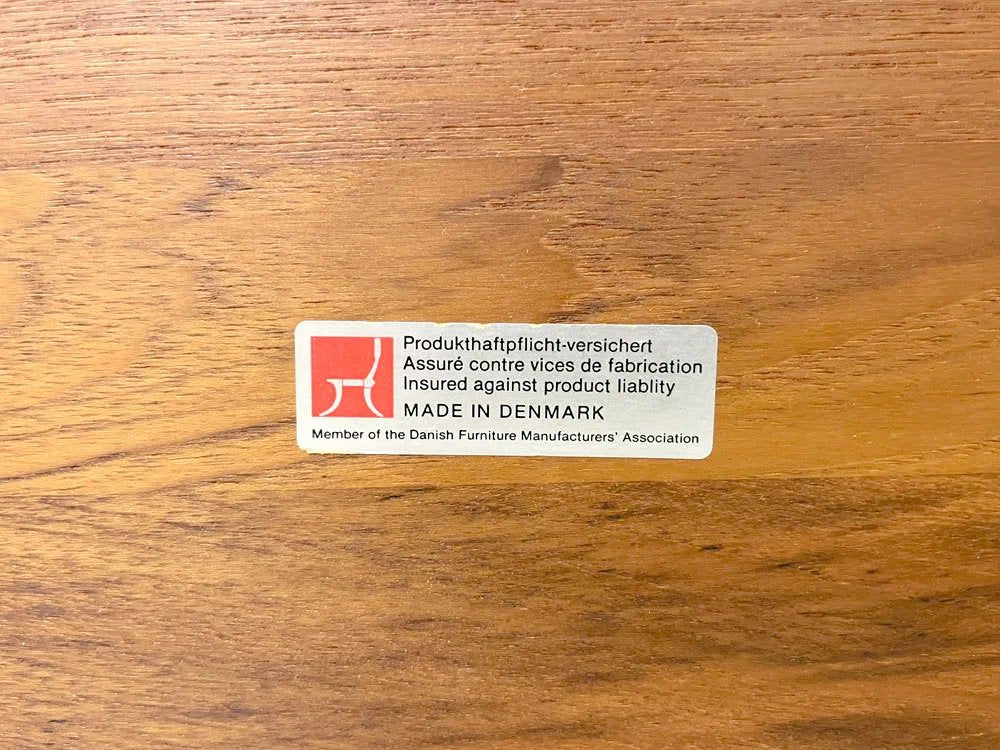 Produkthaftpflicht-versichert
Assuré contre vices de fabrication
Insured against product liablity
MADE IN DENMARK
Member of the Danish Furniture Manufacturers' Association